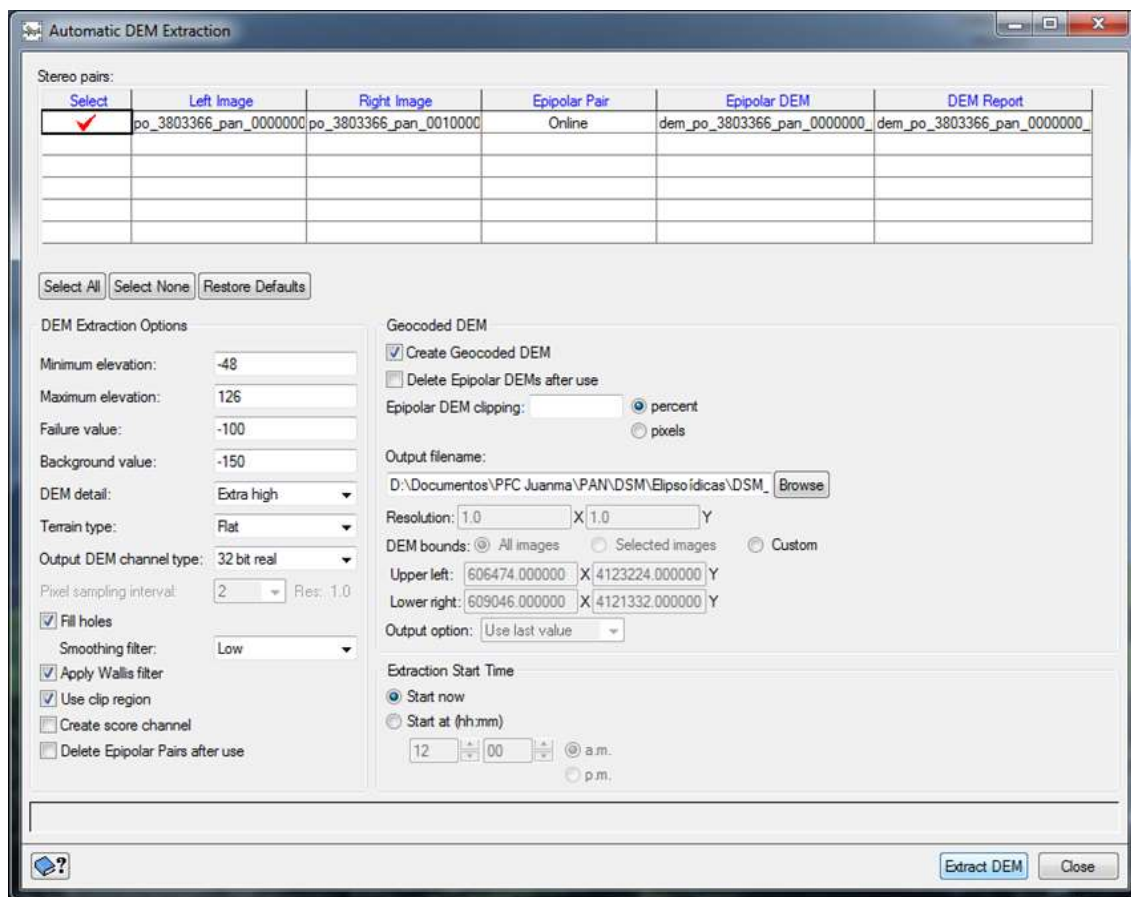 Automatic DEM Extraction
Stereo pairs:
Select Left Image Right Image Epipolar Pair Epipolar DEM DEM Report
po_3803366_pan_0000000 po_3803366_pan_0010000 Online dem_po_3803366_pan_0000000_ dem_po_3803366_pan_0000000_
Select All Select None Restore Defaults
DEM Extraction Options
Minimum elevation: -48
Maximum elevation: 126
Failure value: -100
Background value: -150
DEM detail: Extra high
Terrain type: Flat
Output DEM channel type: 32 bit real
Pixel sampling interval: 2 Res: 1.0
Fill holes
Smoothing filter: Low
Apply Wallis filter
Use clip region
Create score channel
Delete Epipolar Pairs after use
Geocoded DEM
Create Geocoded DEM
Delete Epipolar DEMs after use
Epipolar DEM clipping: percent
pixels
Output filename:
D:\Documentos\PFC Juanma\PAN\DSM\Elipsoídicas\DSM_ Browse
Resolution: 1.0 X 1.0 Y
DEM bounds: All images Selected images Custom
Upper left: 606474.000000 X 4123224.000000 Y
Lower right: 609046.000000 X 4121332.000000 Y
Output option: Use last value
Extraction Start Time
Start now
Start at (hh:mm)
12 00 a.m.
p.m.
? Extract DEM Close